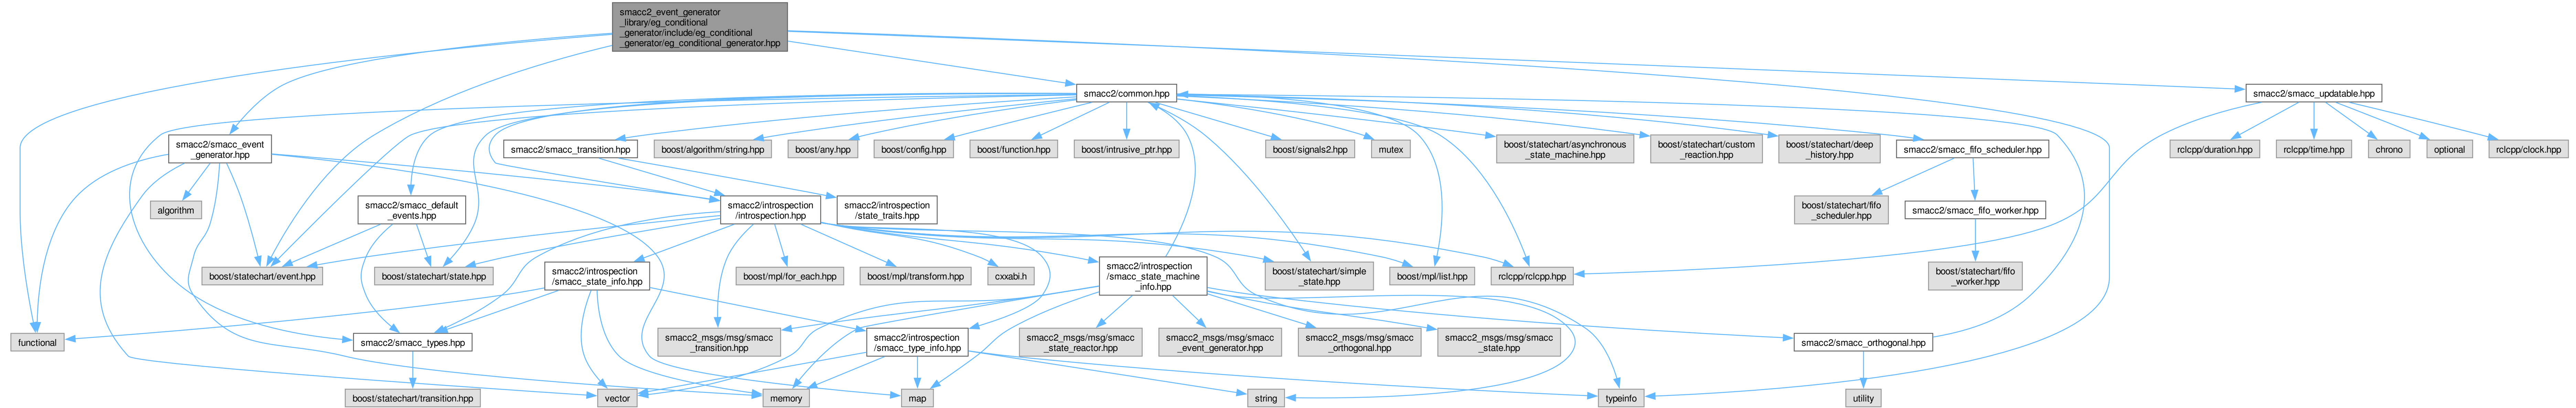 smacc2_event_generator
_library/eg_conditional
_generator/include/eg_conditional
_generator/eg_conditional_generator.hpp
smacc2/common.hpp
smacc2/smacc_updatable.hpp
smacc2/smacc_event
_generator.hpp
smacc2/smacc_transition.hpp
boost/algorithm/string.hpp
boost/any.hpp
boost/config.hpp
boost/function.hpp
boost/intrusive_ptr.hpp
boost/signals2.hpp
mutex
boost/statechart/asynchronous
_state_machine.hpp
boost/statechart/custom
_reaction.hpp
boost/statechart/deep
_history.hpp
smacc2/smacc_fifo_scheduler.hpp
rclcpp/duration.hpp
rclcpp/time.hpp
chrono
optional
rclcpp/clock.hpp
algorithm
smacc2/smacc_default
_events.hpp
smacc2/introspection
/introspection.hpp
smacc2/introspection
/state_traits.hpp
boost/statechart/fifo
_scheduler.hpp
smacc2/smacc_fifo_worker.hpp
boost/statechart/event.hpp
boost/statechart/state.hpp
smacc2/introspection
/smacc_state_info.hpp
boost/mpl/for_each.hpp
boost/mpl/transform.hpp
cxxabi.h
smacc2/introspection
/smacc_state_machine
_info.hpp
boost/statechart/simple
_state.hpp
boost/mpl/list.hpp
rclcpp/rclcpp.hpp
boost/statechart/fifo
_worker.hpp
functional
smacc2/smacc_types.hpp
smacc2_msgs/msg/smacc
_transition.hpp
smacc2/introspection
/smacc_type_info.hpp
smacc2_msgs/msg/smacc
_state_reactor.hpp
smacc2_msgs/msg/smacc
_event_generator.hpp
smacc2_msgs/msg/smacc
_orthogonal.hpp
smacc2_msgs/msg/smacc
_state.hpp
smacc2/smacc_orthogonal.hpp
boost/statechart/transition.hpp
vector
memory
map
string
typeinfo
utility